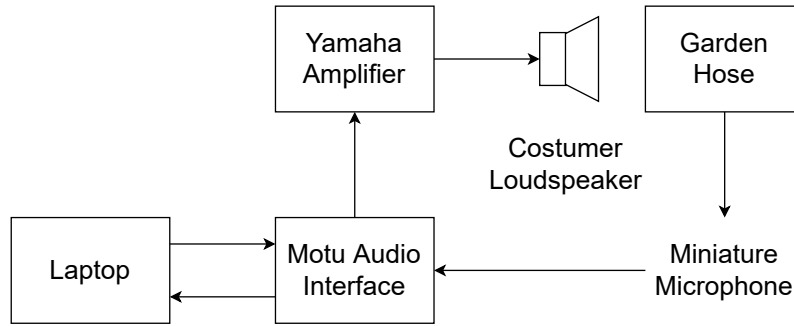 Yamaha
Amplifier
Garden
Hose
Costumer
Loudspeaker
Laptop
Motu Audio
Interface
Miniature
Microphone